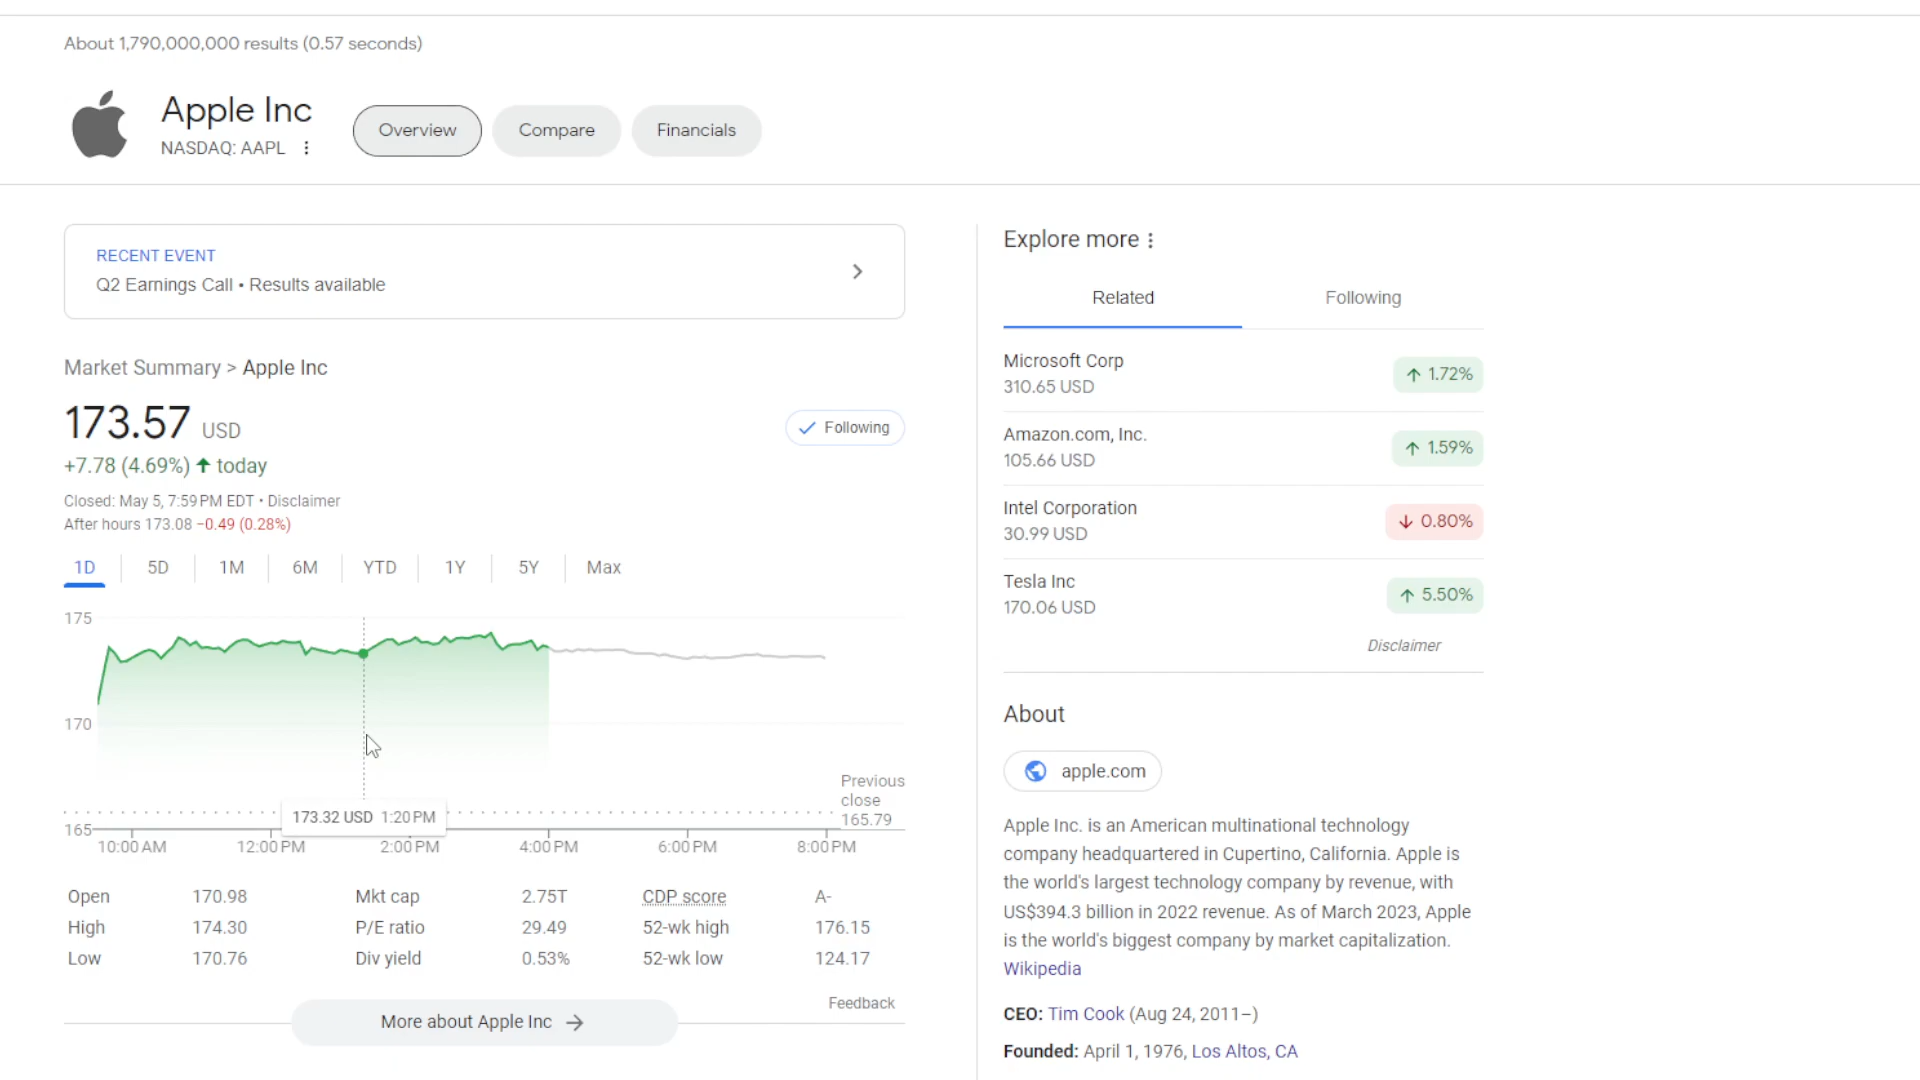 About 1,790,000,000 results (0.57 seconds)
Apple Inc
NASDAQ: AAPL
Overview
Compare
Financials
RECENT EVENT
Q2 Earnings Call • Results available
Market Summary > Apple Inc
173.57 USD
Following
+7.78 (4.69%) ↑ today
Closed: May 5, 7:59 PM EDT • Disclaimer
After hours 173.08 −0.49 (0.28%)
1D 5D 1M 6M YTD 1Y 5Y Max
175
170
165
Previous
close
165.79
173.32 USD 1:20 PM
10:00 AM 12:00 PM 2:00 PM 4:00 PM 6:00 PM 8:00 PM
Open 170.98 Mkt cap 2.75T CDP score A-
High 174.30 P/E ratio 29.49 52-wk high 176.15
Low 170.76 Div yield 0.53% 52-wk low 124.17
Feedback
More about Apple Inc →
Explore more
Related Following
Microsoft Corp
310.65 USD
↑ 1.72%
Amazon.com, Inc.
105.66 USD
↑ 1.59%
Intel Corporation
30.99 USD
↓ 0.80%
Tesla Inc
170.06 USD
↑ 5.50%
Disclaimer
About
apple.com
Apple Inc. is an American multinational technology
company headquartered in Cupertino, California. Apple is
the world's largest technology company by revenue, with
US$394.3 billion in 2022 revenue. As of March 2023, Apple
is the world's biggest company by market capitalization.
Wikipedia
CEO: Tim Cook (Aug 24, 2011–)
Founded: April 1, 1976, Los Altos, CA